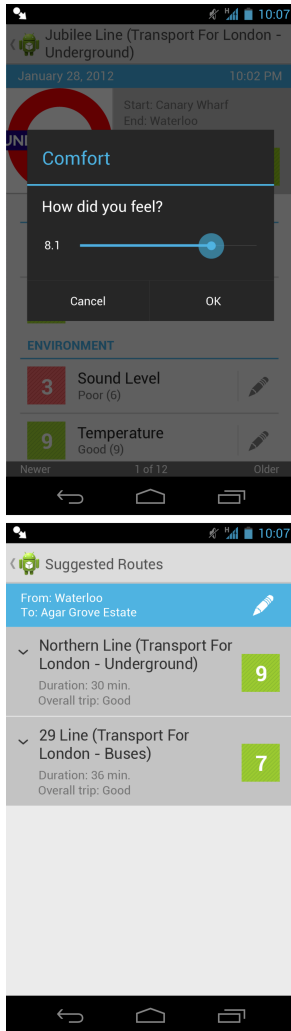 10:07
Jubilee Line (Transport For London - Underground)
January 28, 2012 10:02 PM
UNI
Start: Canary Wharf
End: Waterloo
Comfort
How did you feel?
8.1
Cancel OK
ENVIRONMENT
3 Sound Level
Poor (6)
9 Temperature
Good (9)
Newer 1 of 12 Older
H 10:07
Suggested Routes
From: Waterloo
To: Agar Grove Estate
Northern Line (Transport For
London - Underground)
9
Duration: 30 min.
Overall trip: Good
29 Line (Transport For
London - Buses)
7
Duration: 36 min.
Overall trip: Good